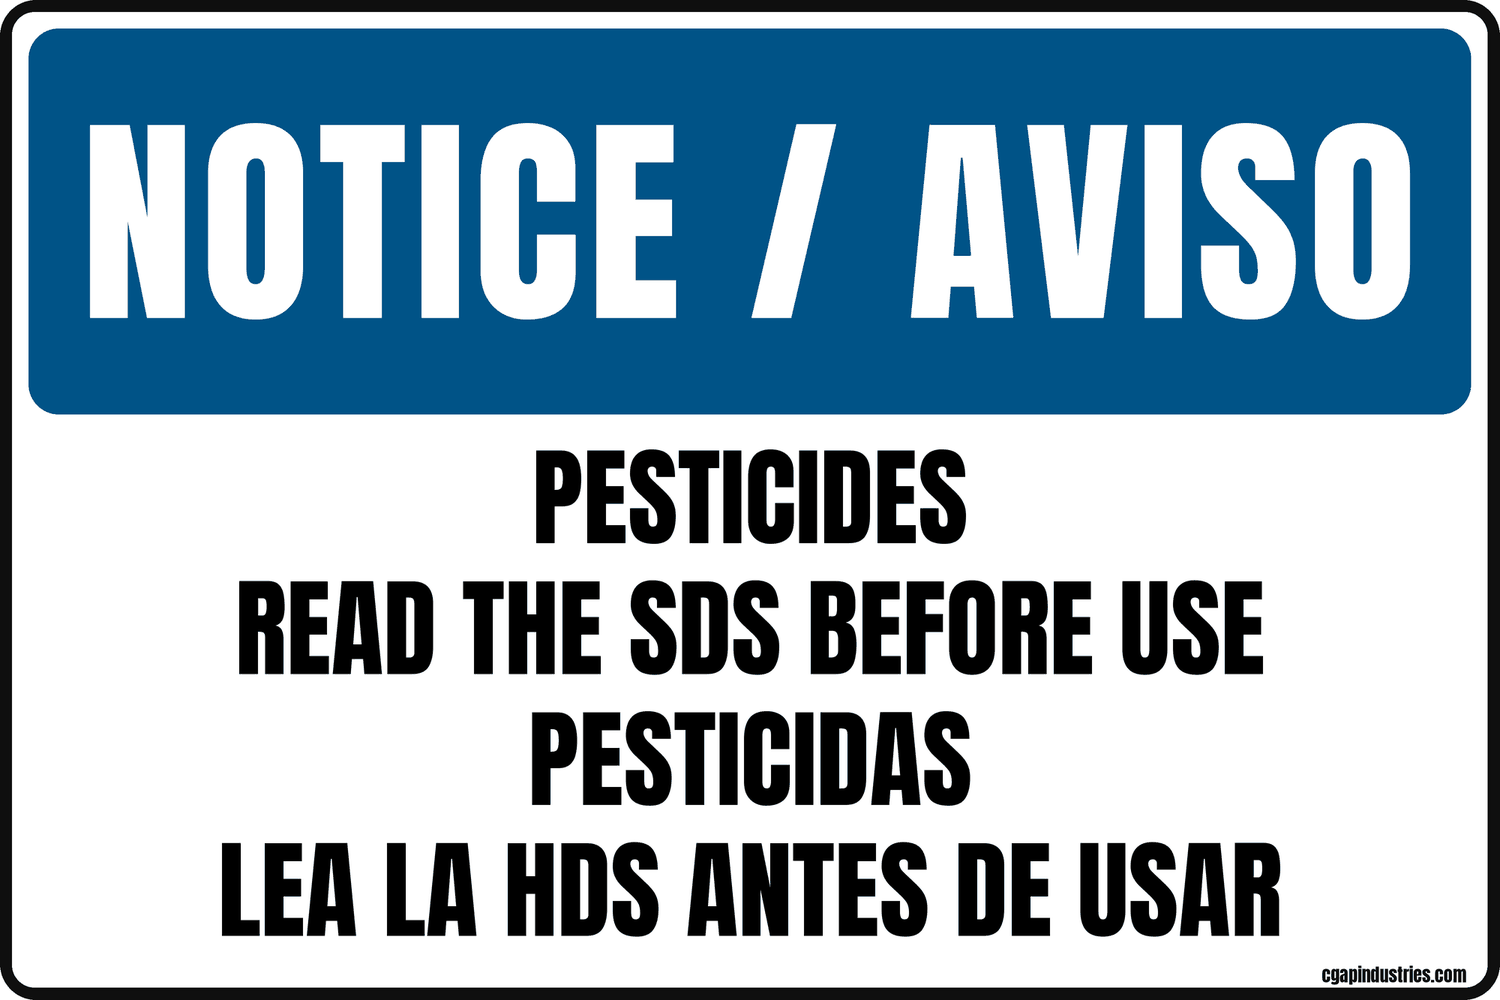 NOTICE / AVISO
PESTICIDES
READ THE SDS BEFORE USE
PESTICIDAS
LEA LA HDS ANTES DE USAR
cgapindustries.com